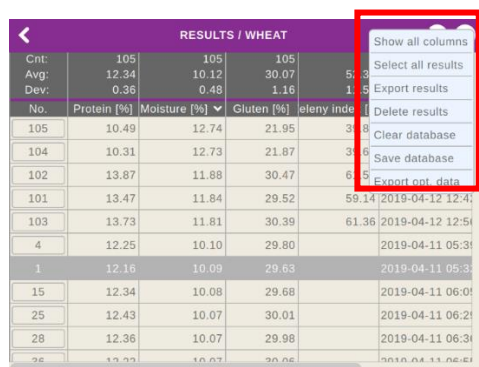 RESULTS / WHEAT
Show all columns
Select all results
Export results
Delete results
Clear database
Save database
Export opt. data
Cnt: 105 105 105
Avg: 12.34 10.12 30.07
Dev: 0.36 0.48 1.16
No. Protein [%] Moisture [%] Gluten [%] eleny inde
105 10.49 12.74 21.95
104 10.31 12.73 21.87
102 13.87 11.88 30.47
101 13.47 11.84 29.52 59.14 2019-04-12 12:4
103 13.73 11.81 30.39 61.36 2019-04-12 12:5
4 12.25 10.10 29.80 2019-04-11 05:39
1 12.16 10.09 29.63 2019-04-11 05:3
15 12.34 10.08 29.68 2019-04-11 06:0
25 12.43 10.07 30.01 2019-04-11 06:2
28 12.36 10.07 29.98 2019-04-11 06:3